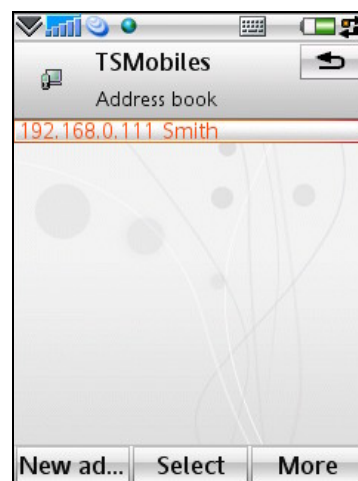 TSMobiles
Address book
192.168.0.111 Smith
New ad... Select More